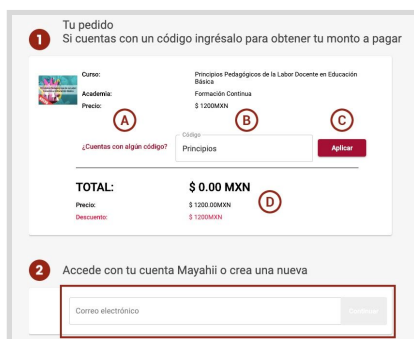 Tu pedido
1 Si cuentas con un código ingrésalo para obtener tu monto a pagar
Curso: Principios Pedagógicos de la Labor Docente en Educación
Básica
Academia: Formación Continua
Precio: $ 1200MXN
A B C
Código
¿Cuentas con algún código? Principios Aplicar
TOTAL: $ 0.00 MXN
Precio: $ 1200.00MXN D
Descuento: $ 1200MXN
2 Accede con tu cuenta Mayahii o crea una nueva
Correo electrónico Continuar